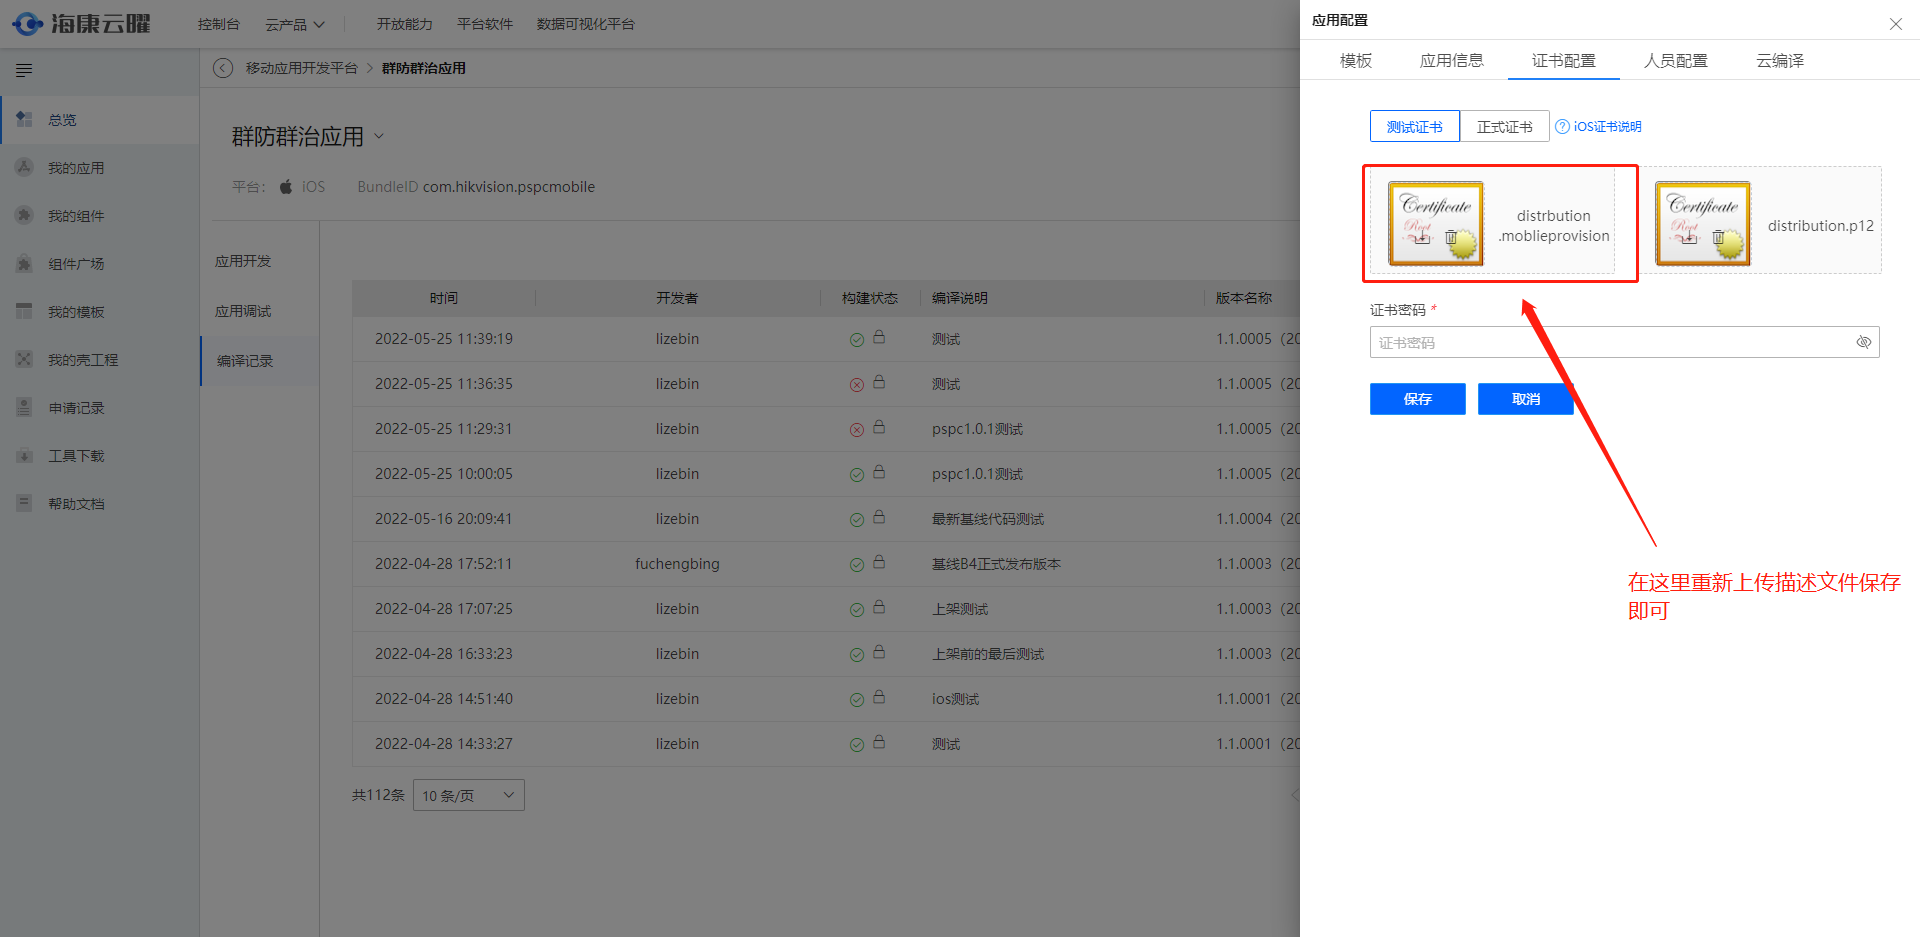 海康云曜
控制台 云产品 开放能力 平台软件 数据可视化平台
移动应用开发平台 群防群治应用
总览
我的应用
我的组件
组件广场
我的模板
我的壳工程
申请记录
工具下载
帮助文档
群防群治应用
平台： iOS BundleID com.hikvision.pspcmobile
应用开发
应用调试
编译记录
时间 开发者 构建状态 编译说明 版本名称
2022-05-25 11:39:19 lizebin 测试 1.1.0005（20
2022-05-25 11:36:35 lizebin 测试 1.1.0005（20
2022-05-25 11:29:31 lizebin pspc1.0.1测试 1.1.0005（20
2022-05-25 10:00:05 lizebin pspc1.0.1测试 1.1.0005（20
2022-05-16 20:09:41 lizebin 最新基线代码测试 1.1.0004（20
2022-04-28 17:52:11 fuchengbing 基线B4正式发布版本 1.1.0003（20
2022-04-28 17:07:25 lizebin 上架测试 1.1.0003（20
2022-04-28 16:33:23 lizebin 上架前的最后测试 1.1.0003（20
2022-04-28 14:51:40 lizebin ios测试 1.1.0001（20
2022-04-28 14:33:27 lizebin 测试 1.1.0001（20
共112条 10 条/页
应用配置
模板 应用信息 证书配置 人员配置 云编译
测试证书 正式证书 iOS证书说明
Certificate
Root
distrbution
.moblieprovision
Certificate
Root
distribution.p12
证书密码 *
证书密码
保存 取消
在这里重新上传描述文件保存
即可